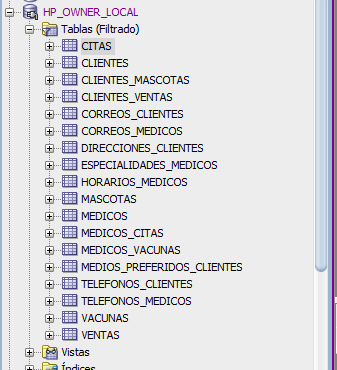 HP_OWNER_LOCAL
Tablas (Filtrado)
CITAS
CLIENTES
CLIENTES_MASCOTAS
CLIENTES_VENTAS
CORREOS_CLIENTES
CORREOS_MEDICOS
DIRECCIONES_CLIENTES
ESPECIALIDADES_MEDICOS
HORARIOS_MEDICOS
MASCOTAS
MEDICOS
MEDICOS_CITAS
MEDICOS_VACUNAS
MEDIOS_PREFERIDOS_CLIENTES
TELEFONOS_CLIENTES
TELEFONOS_MEDICOS
VACUNAS
VENTAS
Vistas
Índices